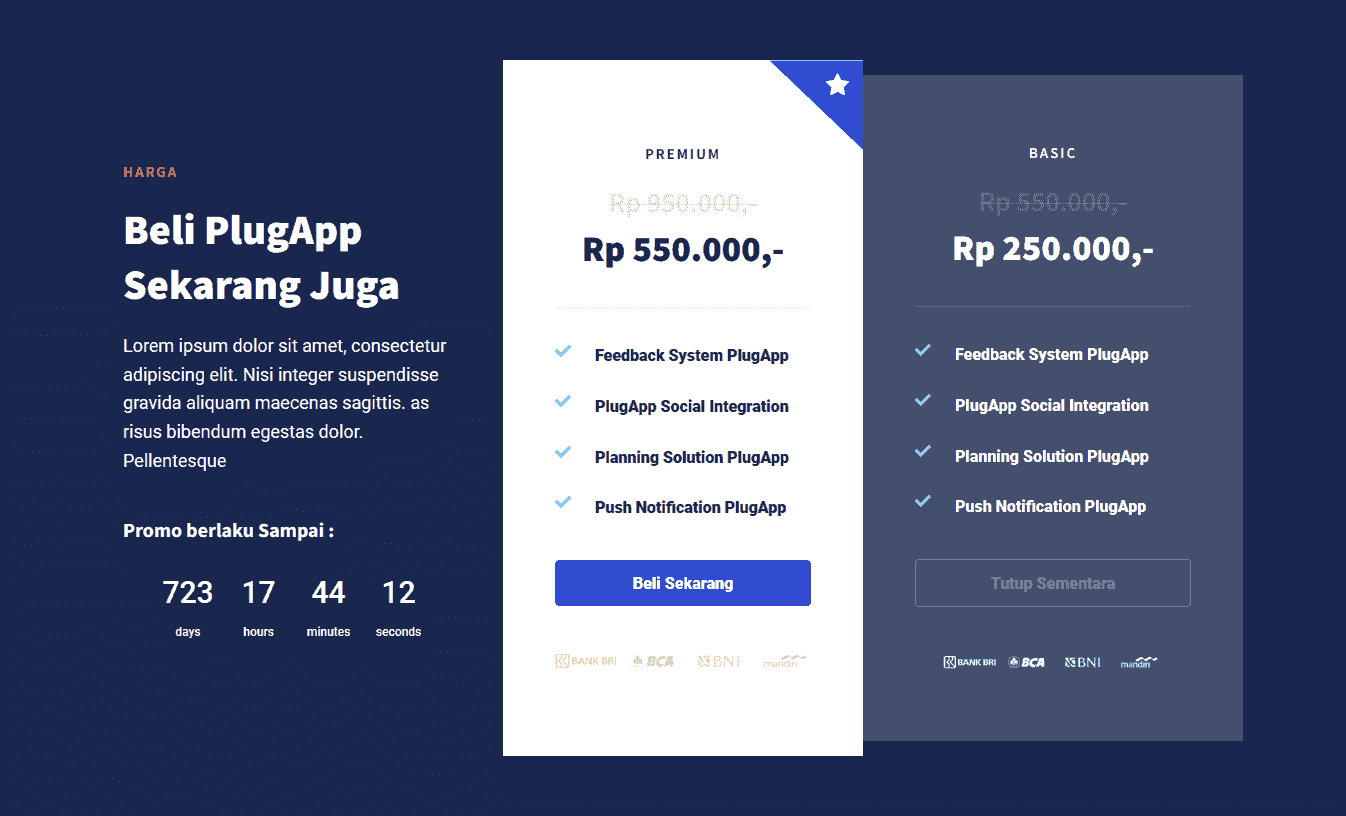 HARGA
Beli PlugApp
Sekarang Juga
Lorem ipsum dolor sit amet, consectetur
adipiscing elit. Nisi integer suspendisse
gravida aliquam maecenas sagittis. as
risus bibendum egestas dolor.
Pellentesque
Promo berlaku Sampai :
723 17 44 12
days hours minutes seconds
PREMIUM
Rp 950.000,-
Rp 550.000,-
Feedback System PlugApp
PlugApp Social Integration
Planning Solution PlugApp
Push Notification PlugApp
Beli Sekarang
BANK BRI BCA BNI mandiri
BASIC
Rp 550.000,-
Rp 250.000,-
Feedback System PlugApp
PlugApp Social Integration
Planning Solution PlugApp
Push Notification PlugApp
Tutup Sementara
BANK BRI BCA BNI mandiri